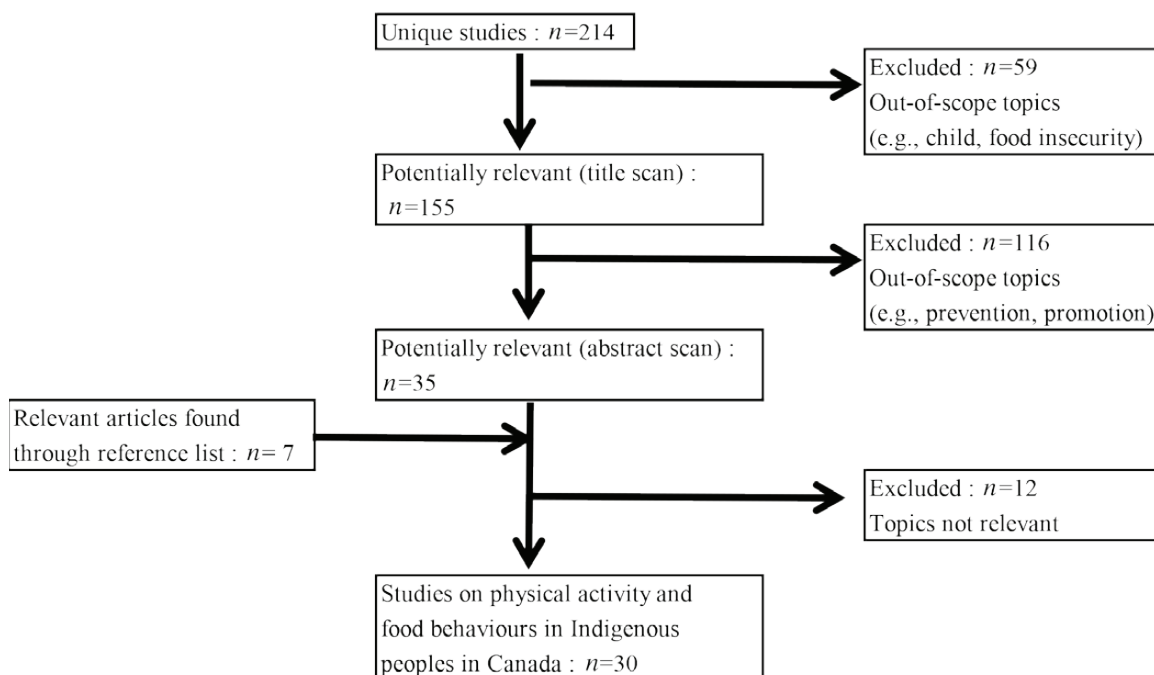 Unique studies : n=214
Excluded : n=59
Out-of-scope topics
(e.g., child, food insecurity)
Potentially relevant (title scan) :
n=155
Excluded : n=116
Out-of-scope topics
(e.g., prevention, promotion)
Potentially relevant (abstract scan) :
n=35
Relevant articles found
through reference list : n= 7
Excluded : n=12
Topics not relevant
Studies on physical activity and
food behaviours in Indigenous
peoples in Canada : n=30